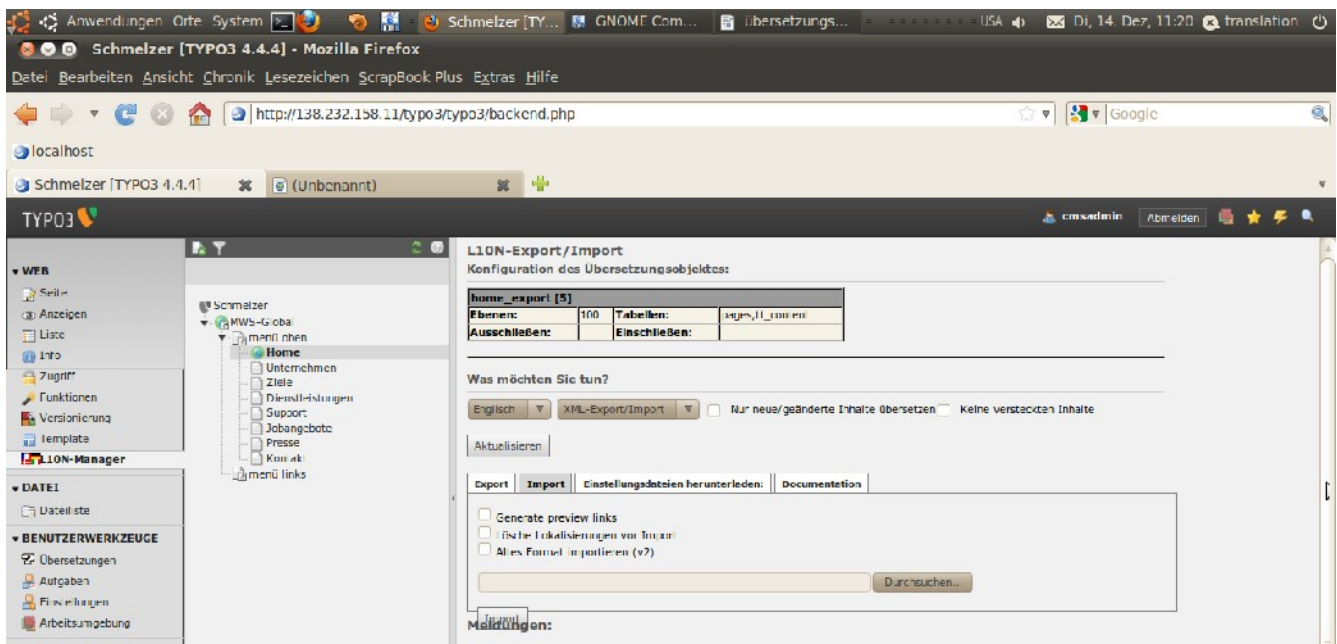 Anwendungen Orte System Schmelzer [TY... GNOME Com... übersetzungs... USA Di, 14. Dez, 11:20 translation
Schmelzer [TYPO3 4.4.4] - Mozilla Firefox
Datei Bearbeiten Ansicht Chronik Lesezeichen ScrapBook Plus Extras Hilfe
http://138.232.158.11/typo3/typo3/backend.php Google
localhost
Schmelzer [TYPO3 4.4.4] (Unbenannt)
TYPO3 cmsadmin Abmelden
WEB
Seite
Anzeigen
Liste
Info
Zugriff
Funktionen
Versionierung
Template
L10N-Manager
DATEI
Dateiliste
BENUTZERWERKZEUGE
Übersetzungen
Aufgaben
Einstellungen
Arbeitsumgebung
Schmelzer
MWS-Global
menü oben
Home
Unternehmen
Ziele
Dienstleistungen
Support
Jobangebote
Presse
Kontakt
menü links
L10N-Export/Import
Konfiguration des Übersetzungsobjektes:
home_export [5]
Ebenen: 100 Tabellen: pages,tt_content
Ausschließen: Einschließen:
Was möchten Sie tun?
Englisch XML-Export/Import Nur neue/geänderte Inhalte übersetzen Keine versteckten Inhalte
Aktualisieren
Export Import Einstellungsdateien herunterladen: Documentation
Generate preview links
Lösche Lokalisierungen vor Import
Altes Format importieren (v2)
Durchsuchen...
Import
Meldungen: